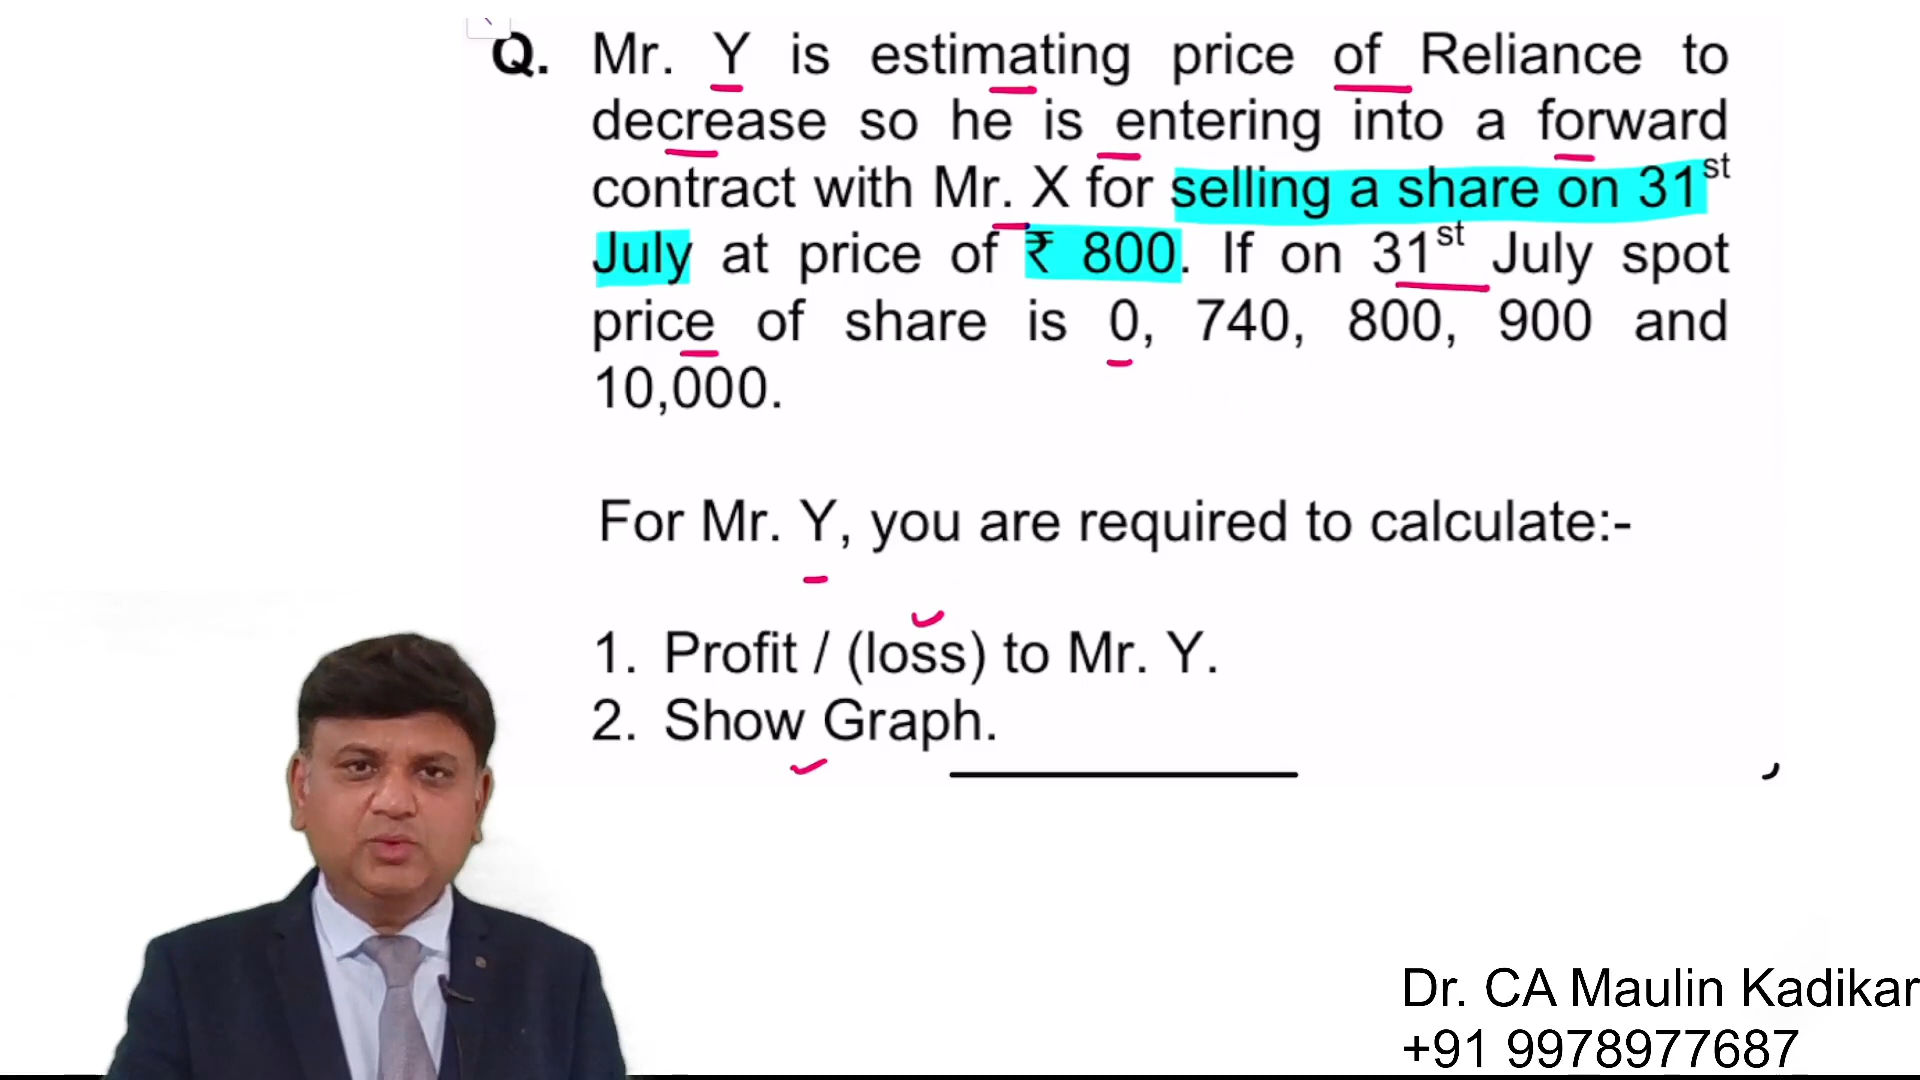 Q. Mr. Y is estimating price of Reliance to
decrease so he is entering into a forward
contract with Mr. X for selling a share on 31st
July at price of ₹ 800. If on 31st July spot
price of share is 0, 740, 800, 900 and
10,000.
For Mr. Y, you are required to calculate:-
1. Profit / (loss) to Mr. Y.
2. Show Graph.
Dr. CA Maulin Kadikar
+91 9978977687